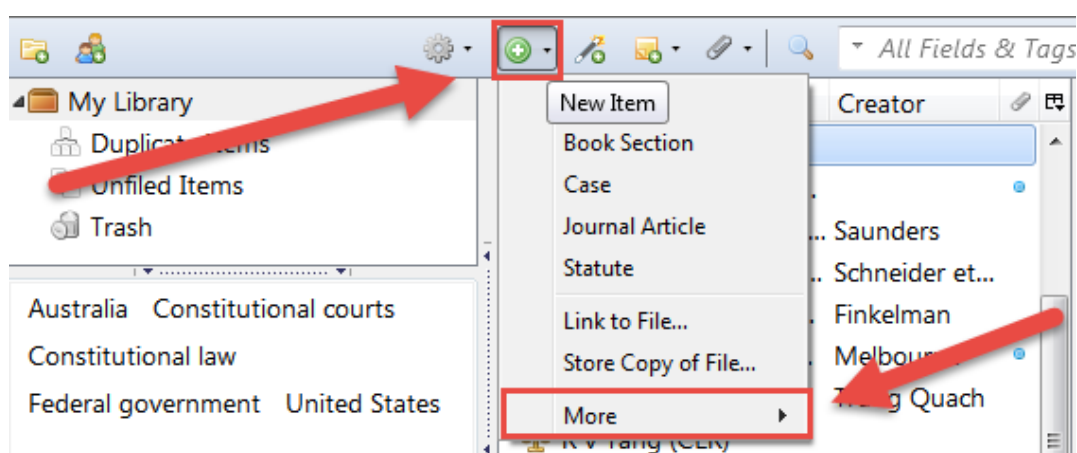 All Fields & Tags
My Library
Duplicate Items
Unfiled Items
Trash
Australia Constitutional courts
Constitutional law
Federal government United States
New Item
Book Section
Case
Journal Article
Statute
Link to File...
Store Copy of File...
More
Creator
... Saunders
Schneider et...
Finkelman
Quach